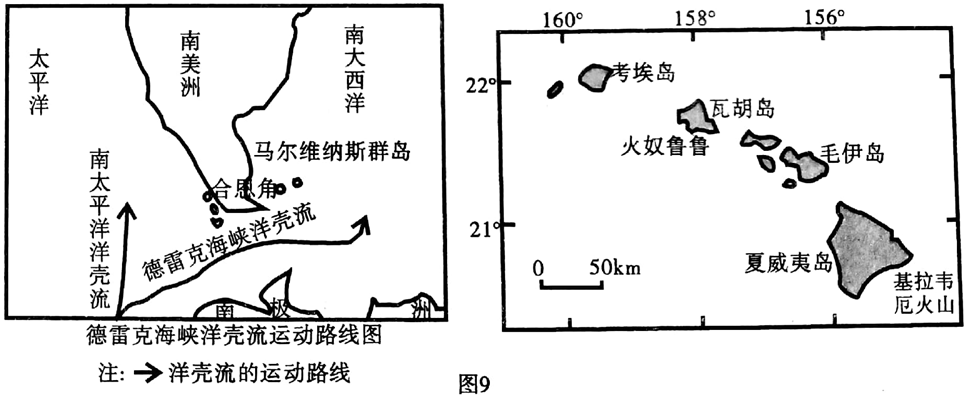 太平洋
南美洲
南大西洋
马尔维纳斯群岛
合恩角
南太平洋洋壳流
德雷克海峡洋壳流
南极洲
德雷克海峡洋壳流运动路线图
注: → 洋壳流的运动路线
160° 158° 156°
22°
21°
考埃岛
瓦胡岛
火奴鲁鲁
毛伊岛
夏威夷岛
基拉韦
厄火山
0 50km
图9